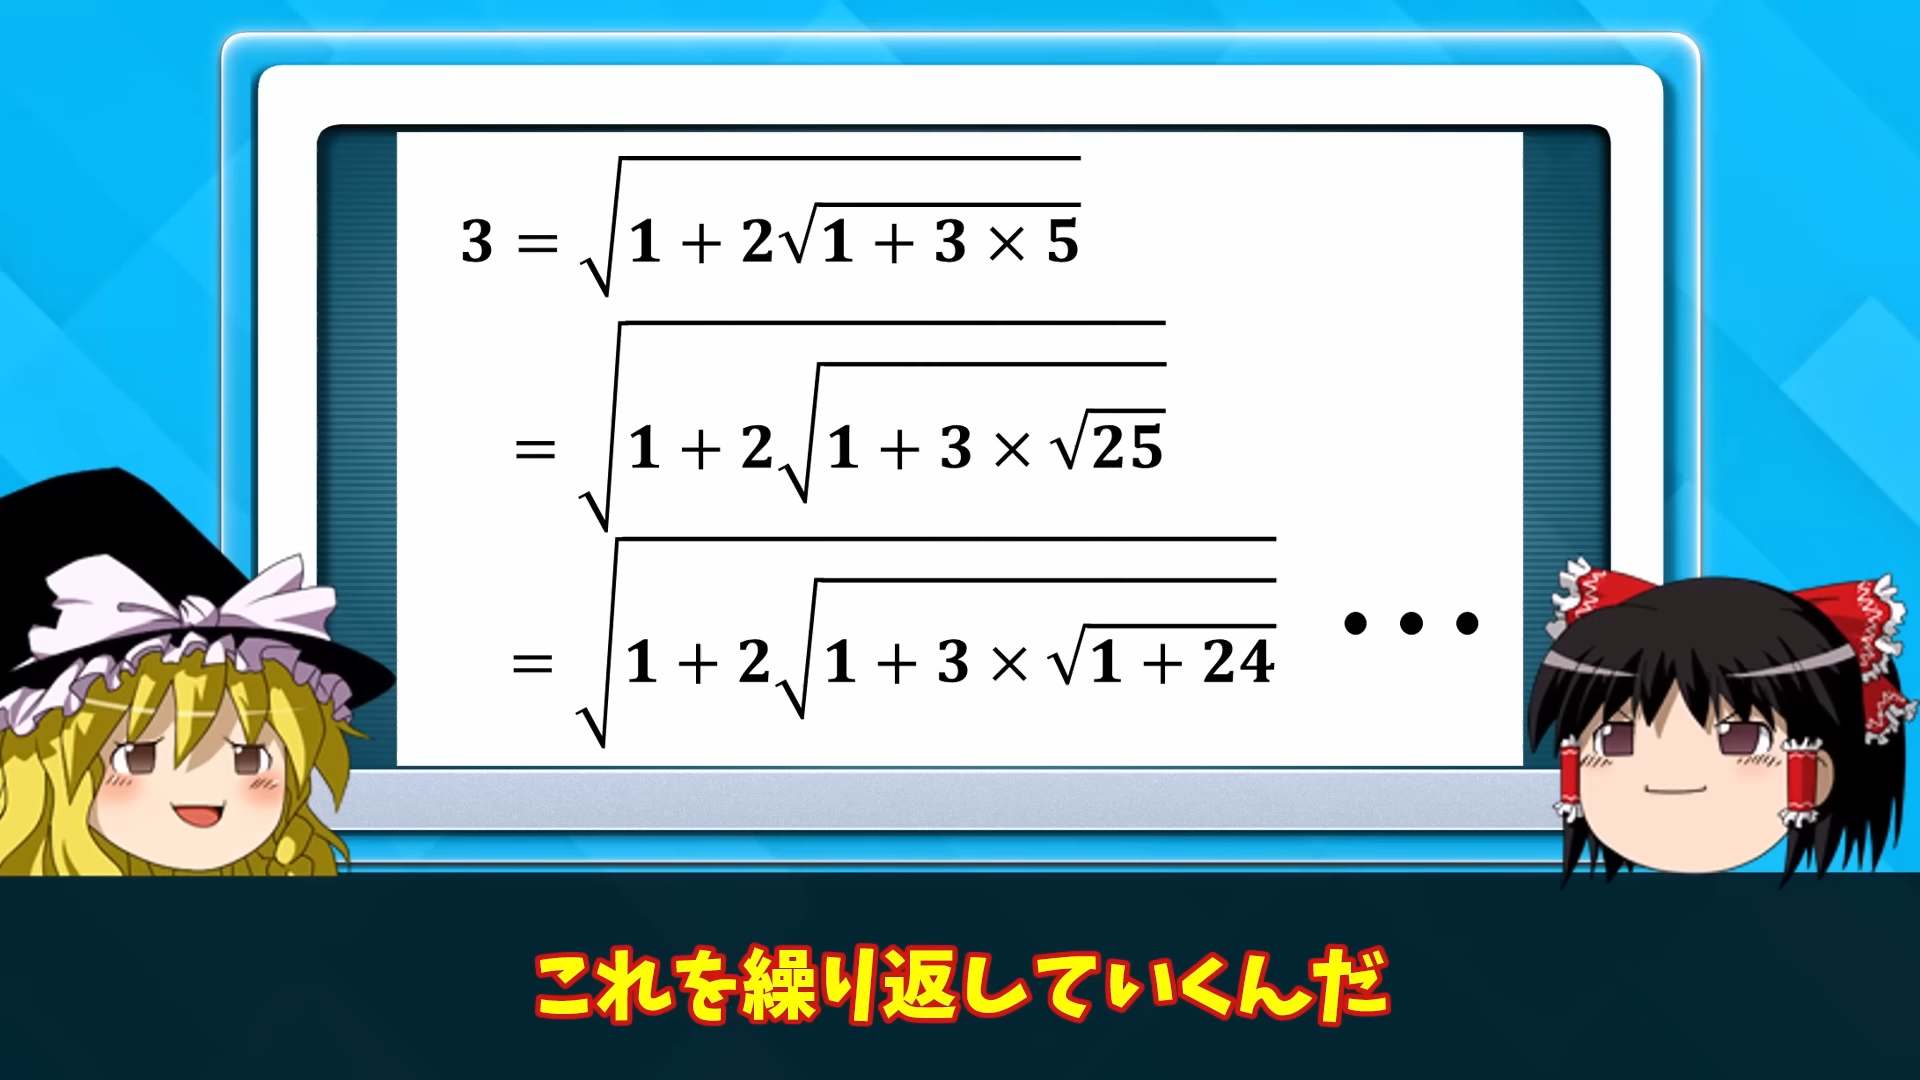 3 = √(1 + 2√(1 + 3 × 5))
= √(1 + 2√(1 + 3 × √25))
= √(1 + 2√(1 + 3 × √(1 + 24))) • • •
これを繰り返していくんだ